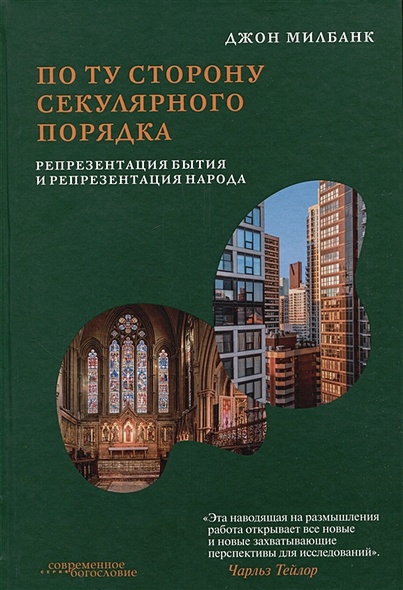 ДЖОН МИЛБАНК
ПО ТУ СТОРОНУ
СЕКУЛЯРНОГО
ПОРЯДКА
РЕПРЕЗЕНТАЦИЯ БЫТИЯ
И РЕПРЕЗЕНТАЦИЯ НАРОДА
«Эта наводящая на размышления
работа открывает все новые
и новые захватывающие
перспективы для исследований».
Чарльз Тейлор
современное
серия богословие